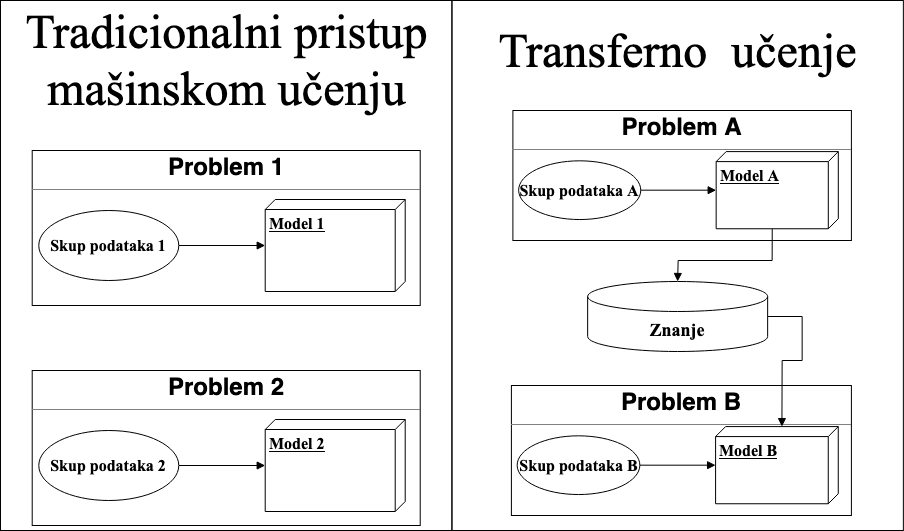 Tradicionalni pristup
mašinskom učenju
Problem 1
Skup podataka 1
Model 1
Problem 2
Skup podataka 2
Model 2
Transferno učenje
Problem A
Skup podataka A
Model A
Znanje
Problem B
Skup podataka B
Model B